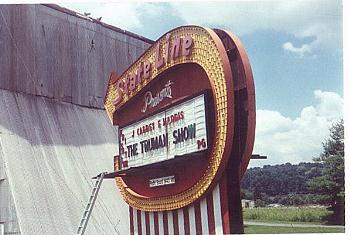 State Line
Presents
J CARREY E HARRIS
THE TRUMAN SHOW
PG